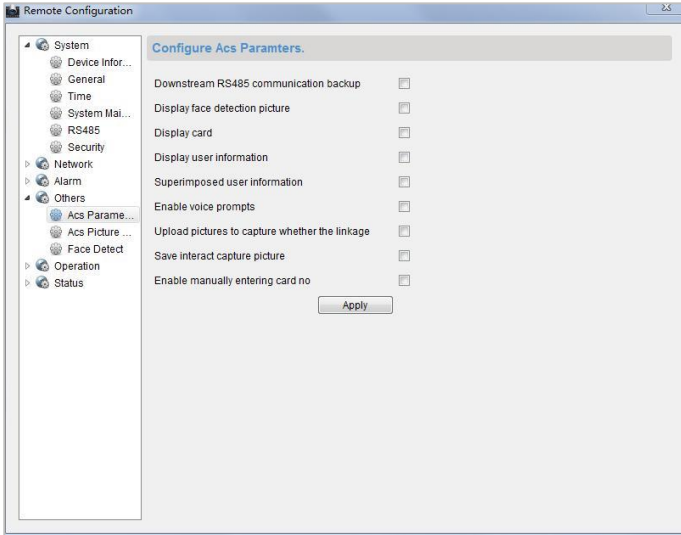 Remote Configuration
System
Device Infor...
General
Time
System Mai...
RS485
Security
Network
Alarm
Others
Acs Parame...
Acs Picture ...
Face Detect
Operation
Status
Configure Acs Paramters.
Downstream RS485 communication backup
Display face detection picture
Display card
Display user information
Superimposed user information
Enable voice prompts
Upload pictures to capture whether the linkage
Save interact capture picture
Enable manually entering card no
Apply